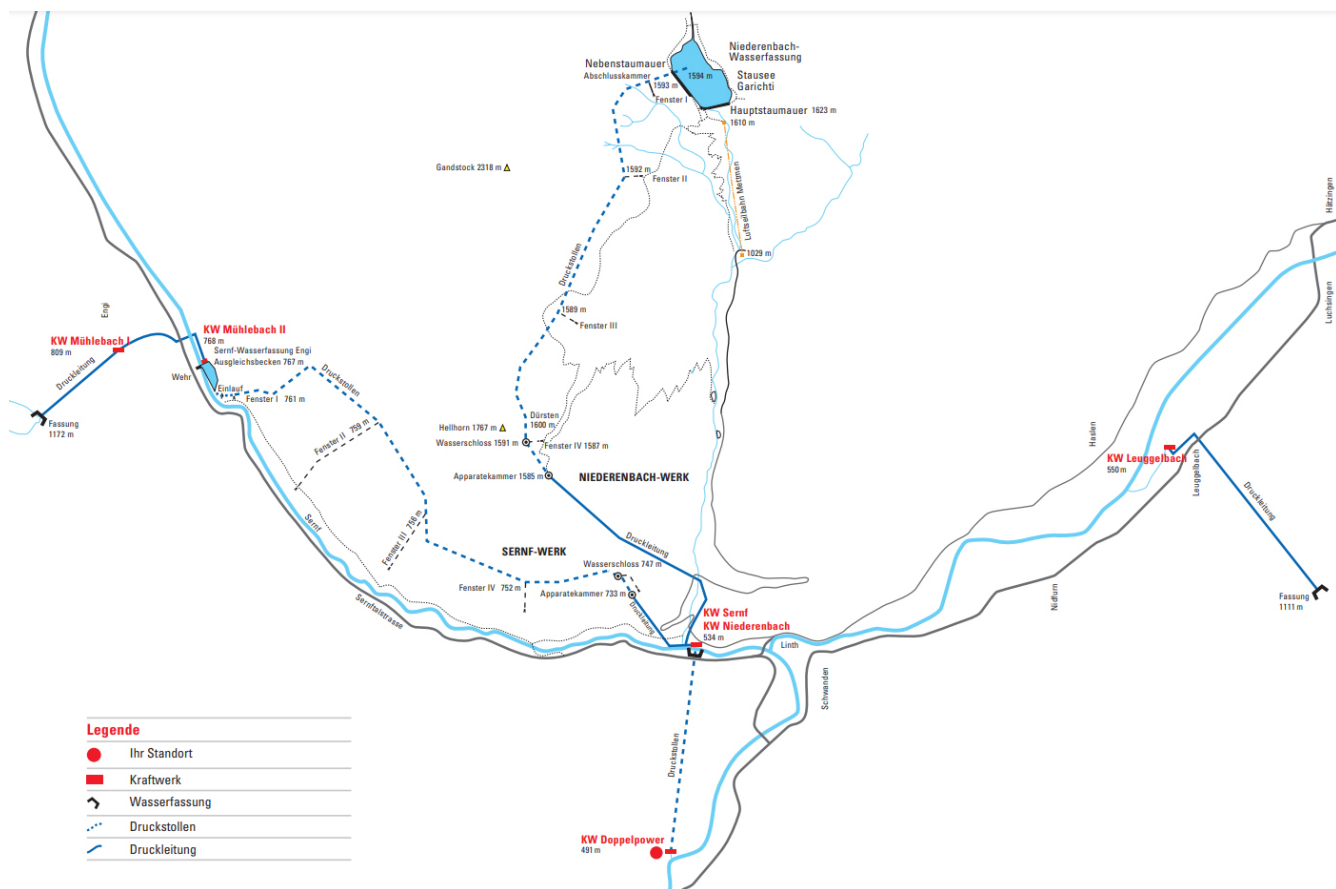 Niederenbach-
Wasserfassung
Nebenstaumauer
Abschlusskammer
1594 m
Stausee
Garichti
1593 m
Fenster I
Hauptstaumauer 1623 m
1610 m
Gandstock 2318 m
1592 m
Fenster II
Luftseilbahn Mettmen
1029 m
Hätzingen
Druckstollen
Luchsingen
Engi
1589 m
Fenster III
KW Mühlebach I
809 m
KW Mühlebach II
768 m
Sernf-Wasserfassung Engi
Ausgleichsbecken 767 m
Wehr
Druckleitung
Einlauf
Fenster I 761 m
Druckstollen
Fassung
1172 m
Fenster II 759 m
Dürsten
1600 m
Hellhorn 1767 m
Wasserschloss 1591 m
Fenster IV 1587 m
Apparatekammer 1585 m
NIEDERENBACH-WERK
Haslen
KW Leuggelbach
550 m
Leuggelbach
Druckleitung
Sernf
Fenster III 756 m
SERNF-WERK
Druckleitung
Wasserschloss 747 m
Fenster IV 752 m
Apparatekammer 733 m
Druckleitung
Sernftalstrasse
KW Sernf
KW Niederenbach
534 m
Nidfurn
Fassung
1111 m
Linth
Schwanden
Druckstollen
KW Doppelpower
491 m
Legende
Ihr Standort
Kraftwerk
Wasserfassung
Druckstollen
Druckleitung